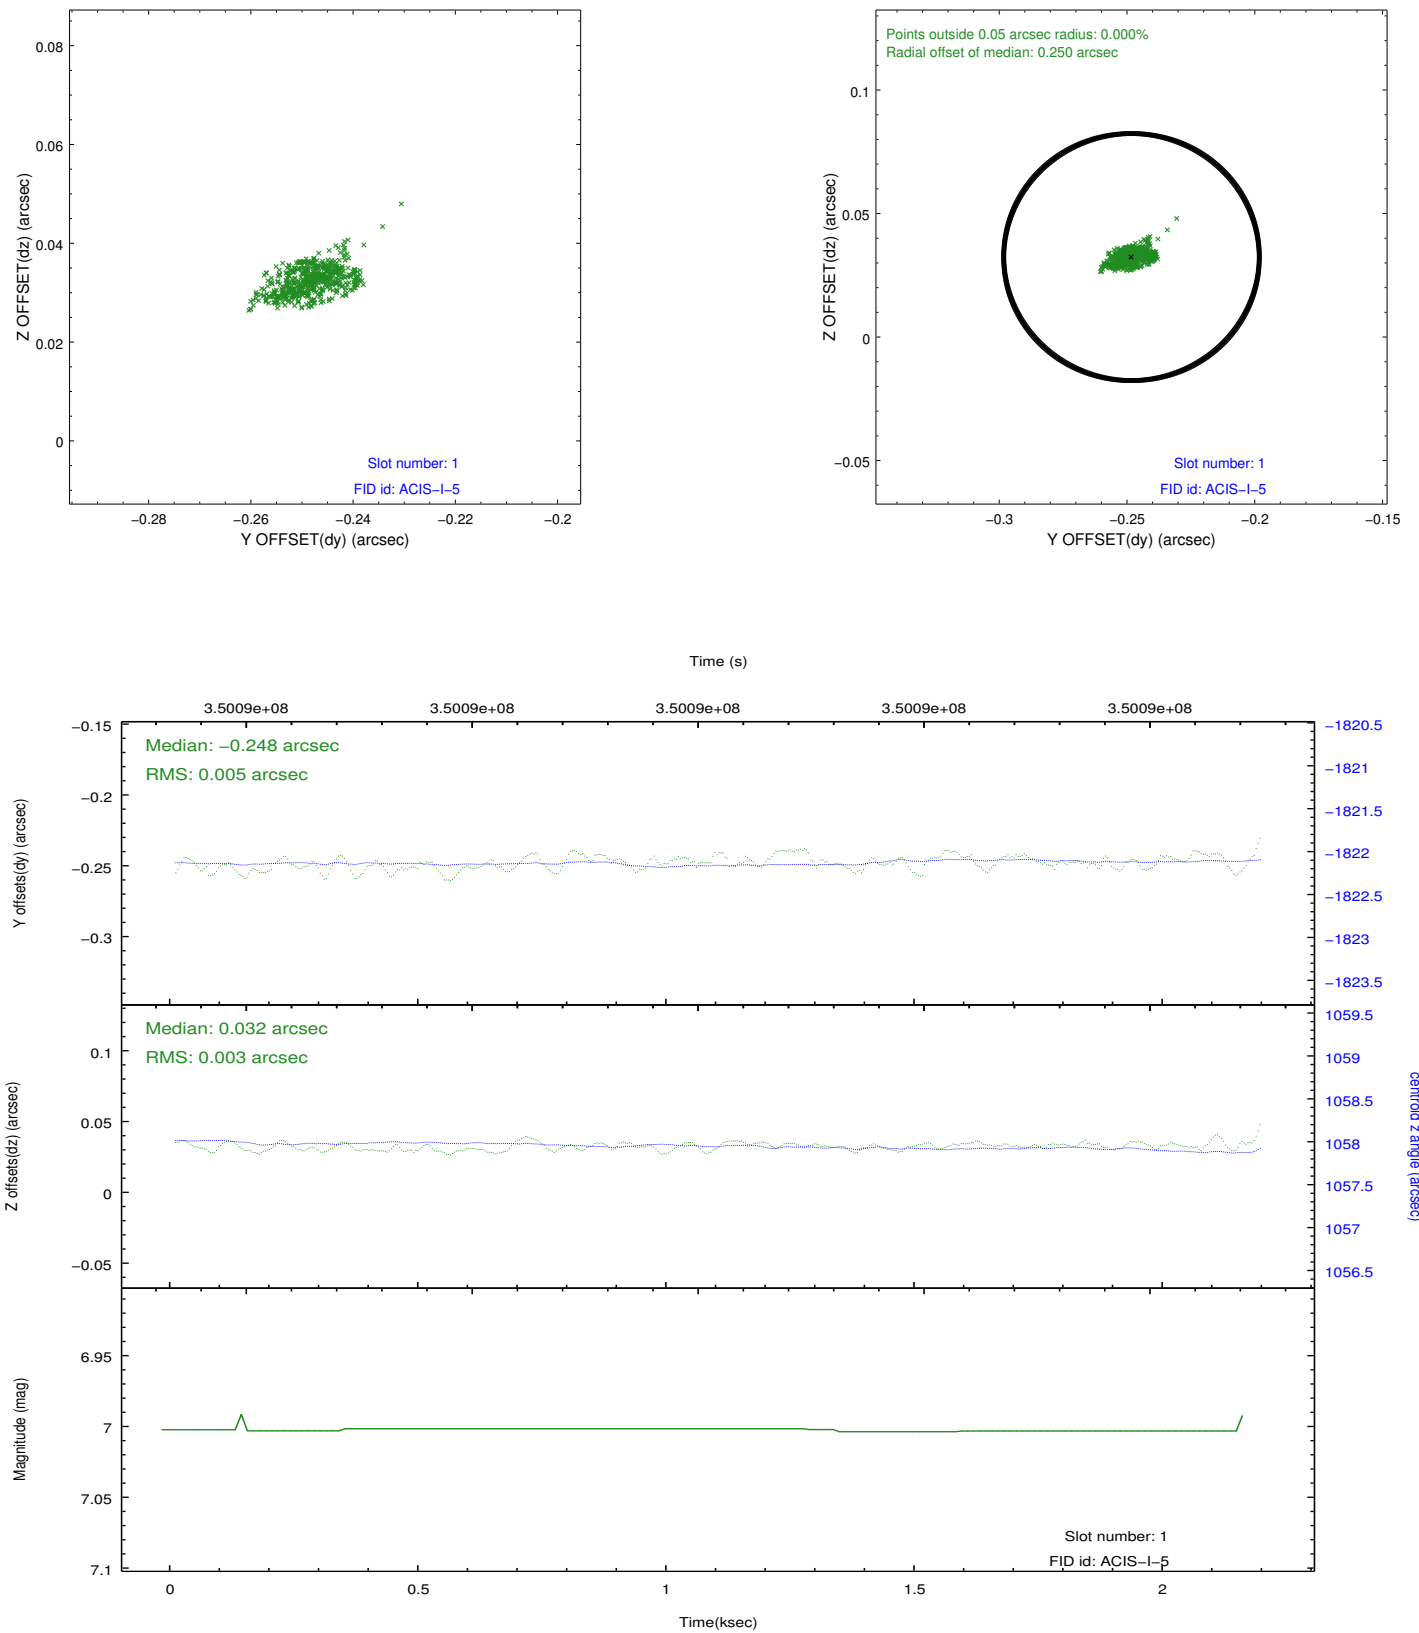 0.08
0.06
0.04
0.02
0
Z OFFSET(dz) (arcsec)
Slot number: 1
FID id: ACIS−I−5
−0.28 −0.26 −0.24 −0.22 −0.2
Y OFFSET(dy) (arcsec)
Points outside 0.05 arcsec radius: 0.000%
Radial offset of median: 0.250 arcsec
0.1
0.05
0
−0.05
Z OFFSET(dz) (arcsec)
Slot number: 1
FID id: ACIS−I−5
−0.3 −0.25 −0.2 −0.15
Y OFFSET(dy) (arcsec)
Time (s)
3.5009e+08 3.5009e+08 3.5009e+08 3.5009e+08 3.5009e+08
Median: −0.248 arcsec
RMS: 0.005 arcsec
−0.15
−0.2
−0.25
−0.3
Y offsets(dy) (arcsec)
−1820.5
−1821
−1821.5
−1822
−1822.5
−1823
−1823.5
Median: 0.032 arcsec
RMS: 0.003 arcsec
0.1
0.05
0
−0.05
Z offsets(dz) (arcsec)
1059.5
1059
1058.5
1058
1057.5
1057
1056.5
centroid z angle (arcsec)
6.95
7
7.05
7.1
Magnitude (mag)
Slot number: 1
FID id: ACIS−I−5
0 0.5 1 1.5 2
Time(ksec)